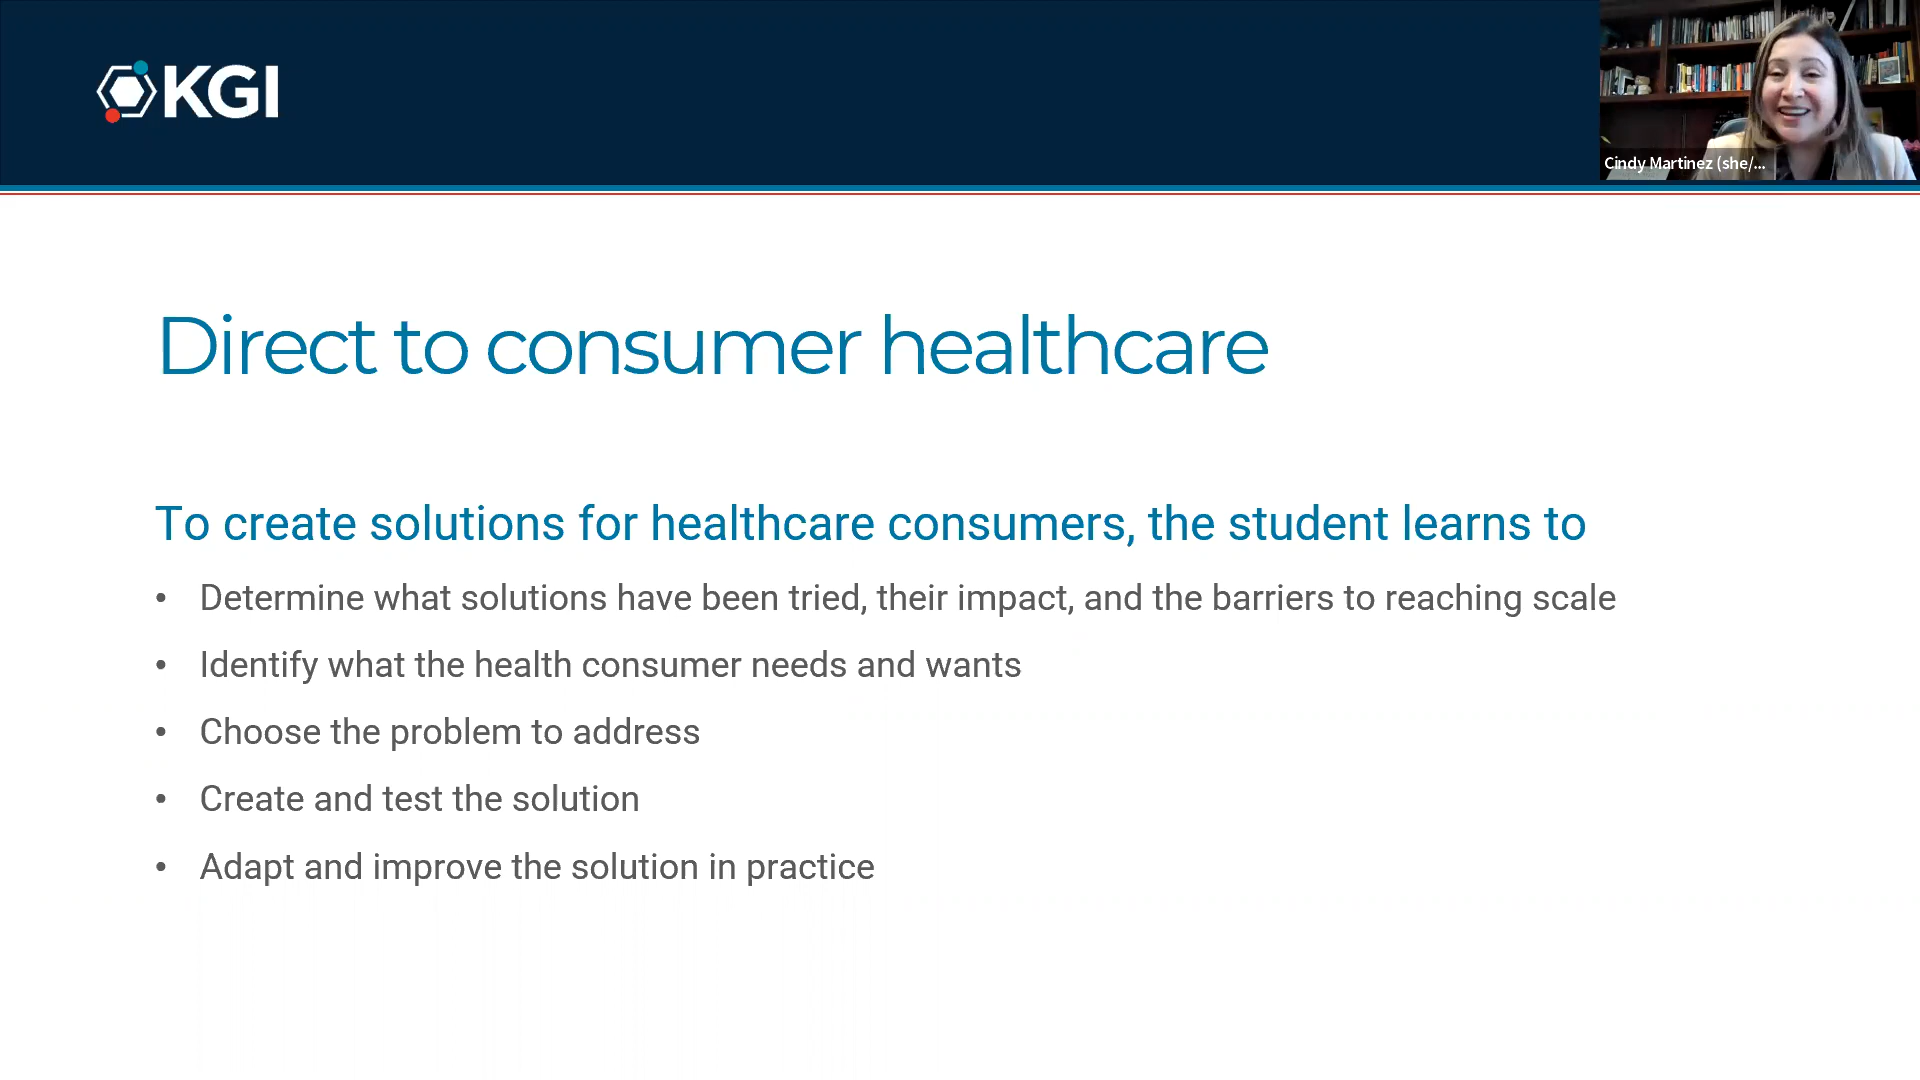 KGI
Cindy Martinez (she/...
Direct to consumer healthcare
To create solutions for healthcare consumers, the student learns to
• Determine what solutions have been tried, their impact, and the barriers to reaching scale
• Identify what the health consumer needs and wants
• Choose the problem to address
• Create and test the solution
• Adapt and improve the solution in practice